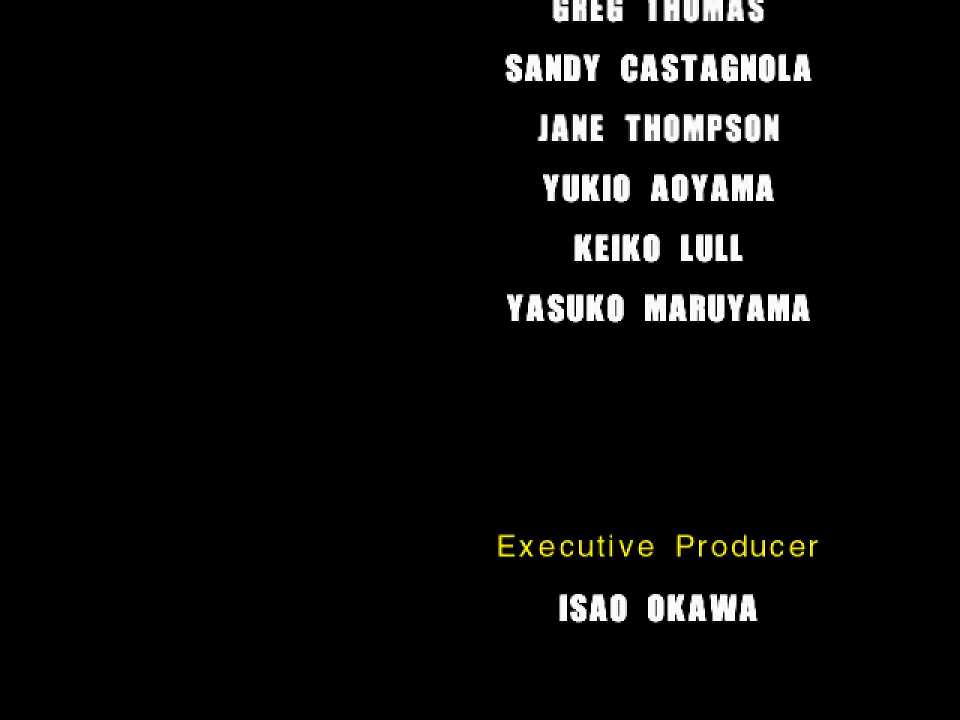 GREG THOMAS
SANDY CASTAGNOLA
JANE THOMPSON
YUKIO AOYAMA
KEIKO LULL
YASUKO MARUYAMA
Executive Producer
ISAO OKAWA